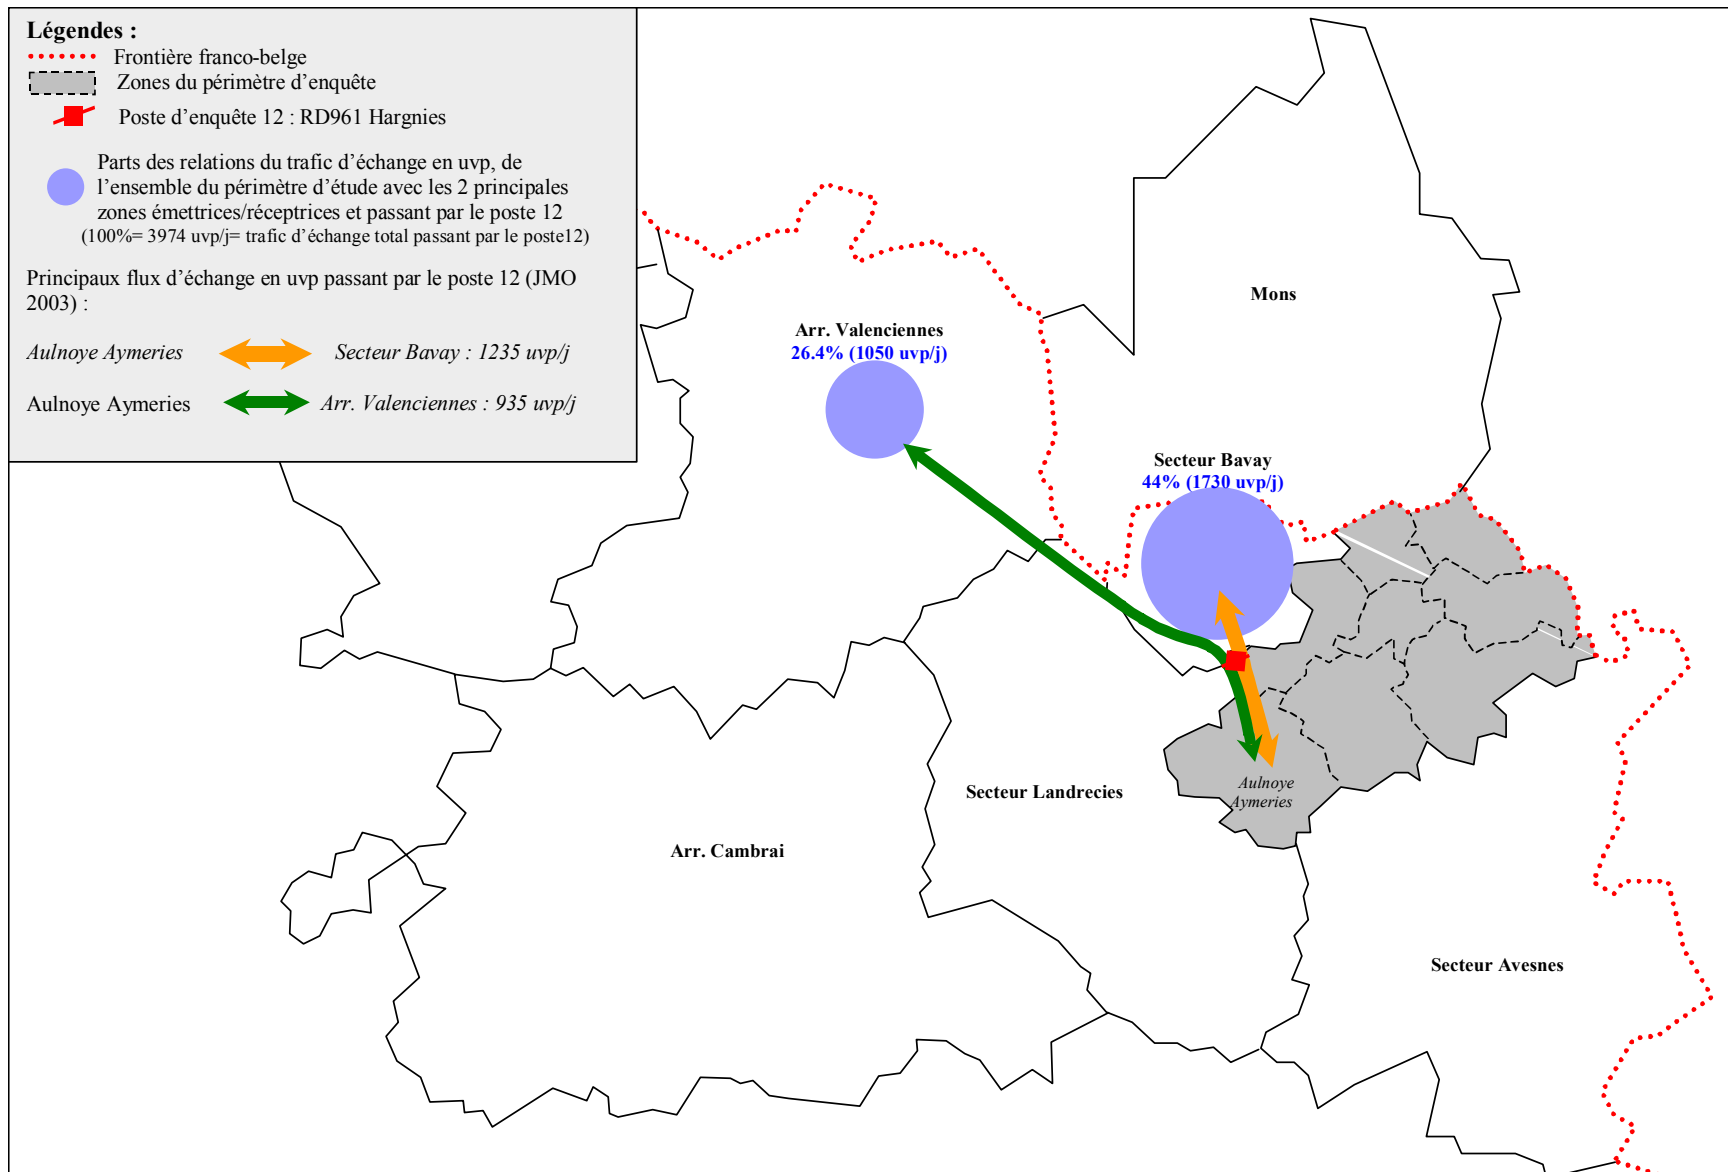 Légendes :
Frontière franco-belge
Zones du périmètre d’enquête
Poste d’enquête 12 : RD961 Hargnies
Parts des relations du trafic d’échange en uvp, de
l’ensemble du périmètre d’étude avec les 2 principales
zones émettrices/réceptrices et passant par le poste 12
(100%= 3974 uvp/j= trafic d’échange total passant par le poste12)
Principaux flux d’échange en uvp passant par le poste 12 (JMO
2003) :
Aulnoye Aymeries Secteur Bavay : 1235 uvp/j
Aulnoye Aymeries Arr. Valenciennes : 935 uvp/j
Mons
Arr. Valenciennes
26.4% (1050 uvp/j)
Secteur Bavay
44% (1730 uvp/j)
Aulnoye
Aymeries
Secteur Landrecies
Arr. Cambrai
Secteur Avesnes